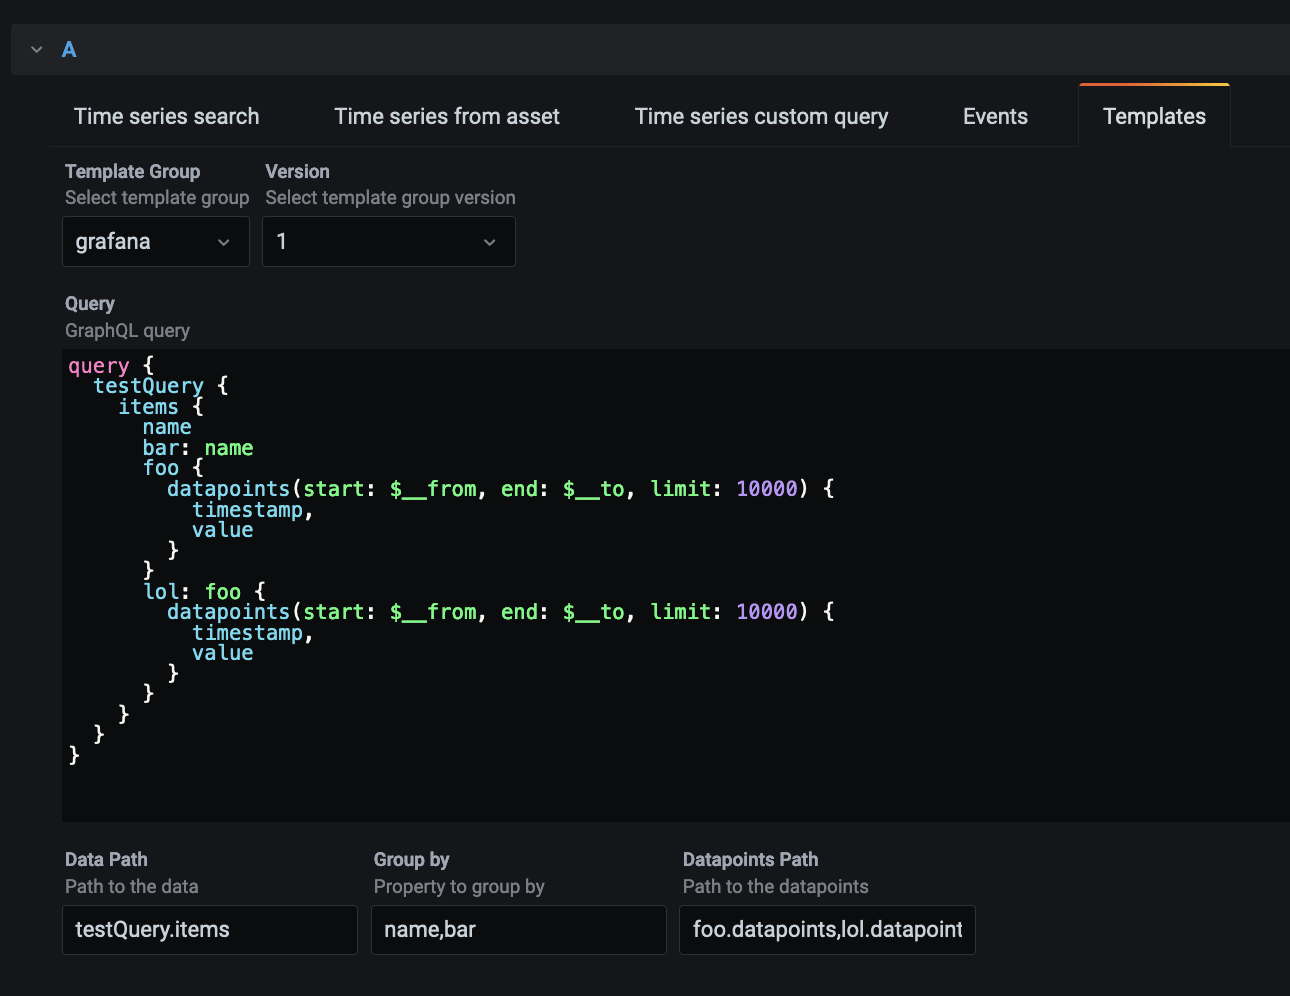 A
Time series search Time series from asset Time series custom query Events Templates
Template Group Version
Select template group Select template group version
grafana 1
Query
GraphQL query
query {
  testQuery {
    items {
      name
      bar: name
      foo {
        datapoints(start: $__from, end: $__to, limit: 10000) {
          timestamp,
          value
        }
      }
      lol: foo {
        datapoints(start: $__from, end: $__to, limit: 10000) {
          timestamp,
          value
        }
      }
    }
  }
}
Data Path Group by Datapoints Path
Path to the data Property to group by Path to the datapoints
testQuery.items name,bar foo.datapoints,lol.datapoint